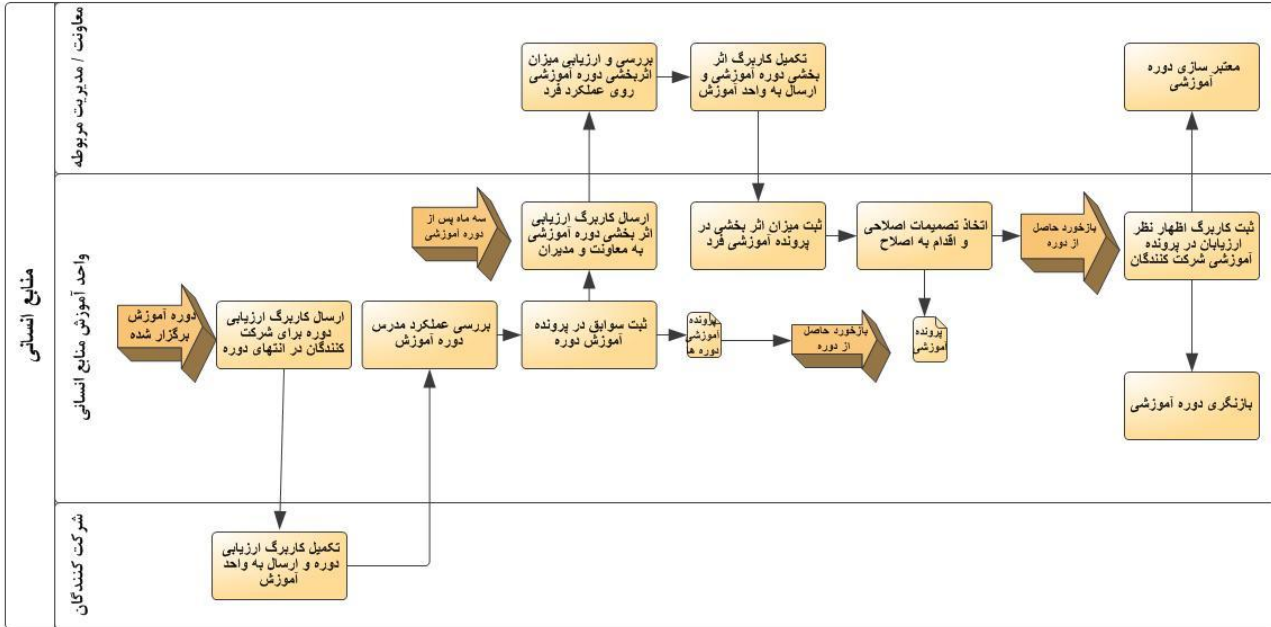 منابع انسانی
معاونت / مدیریت مربوطه
واحد آموزش منابع انسانی
شرکت کنندگان
بررسی و ارزیابی میزان
اثربخشی دوره آموزشی
روی عملکرد فرد
تکمیل کاربرگ اثر
بخشی دوره آموزشی و
ارسال به واحد آموزش
معتبر سازی دوره
آموزشی
سه ماه پس از
دوره آموزشی
ارسال کاربرگ ارزیابی
اثر بخشی دوره آموزشی
به معاونت و مدیران
ثبت میزان اثر بخشی در
پرونده آموزشی فرد
اتخاذ تصمیمات اصلاحی
و اقدام به اصلاح
بازخورد حاصل
از دوره
ثبت کاربرگ اظهار نظر
ارزیابان در پرونده
آموزشی شرکت کنندگان
دوره آموزش
برگزار شده
ارسال کاربرگ ارزیابی
دوره برای شرکت
کنندگان در انتهای دوره
بررسی عملکرد مدرس
دوره آموزش
ثبت سوابق در پرونده
آموزش دوره
پرونده
آموزشی
دوره ها
بازخورد حاصل
از دوره
پرونده
آموزشی
بازنگری دوره آموزشی
تکمیل کاربرگ ارزیابی
دوره و ارسال به واحد
آموزش